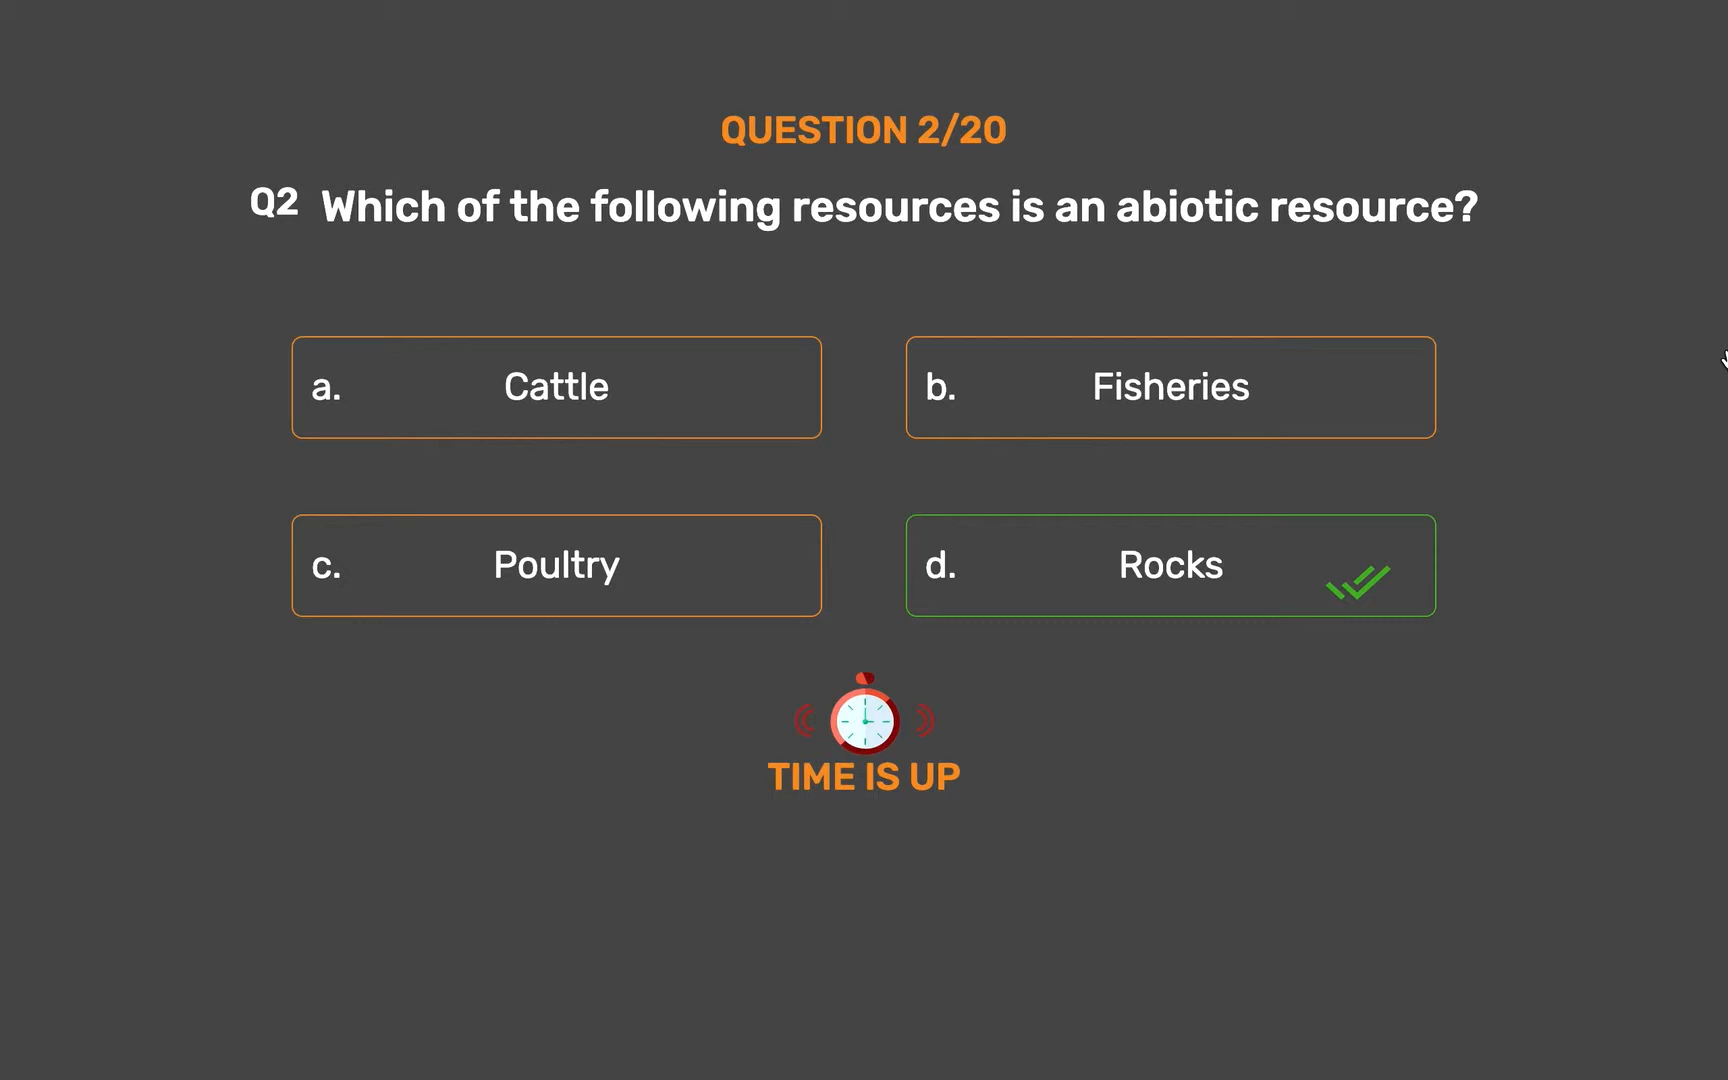 QUESTION 2/20
Q2 Which of the following resources is an abiotic resource?
a. Cattle
b. Fisheries
c. Poultry
d. Rocks
TIME IS UP